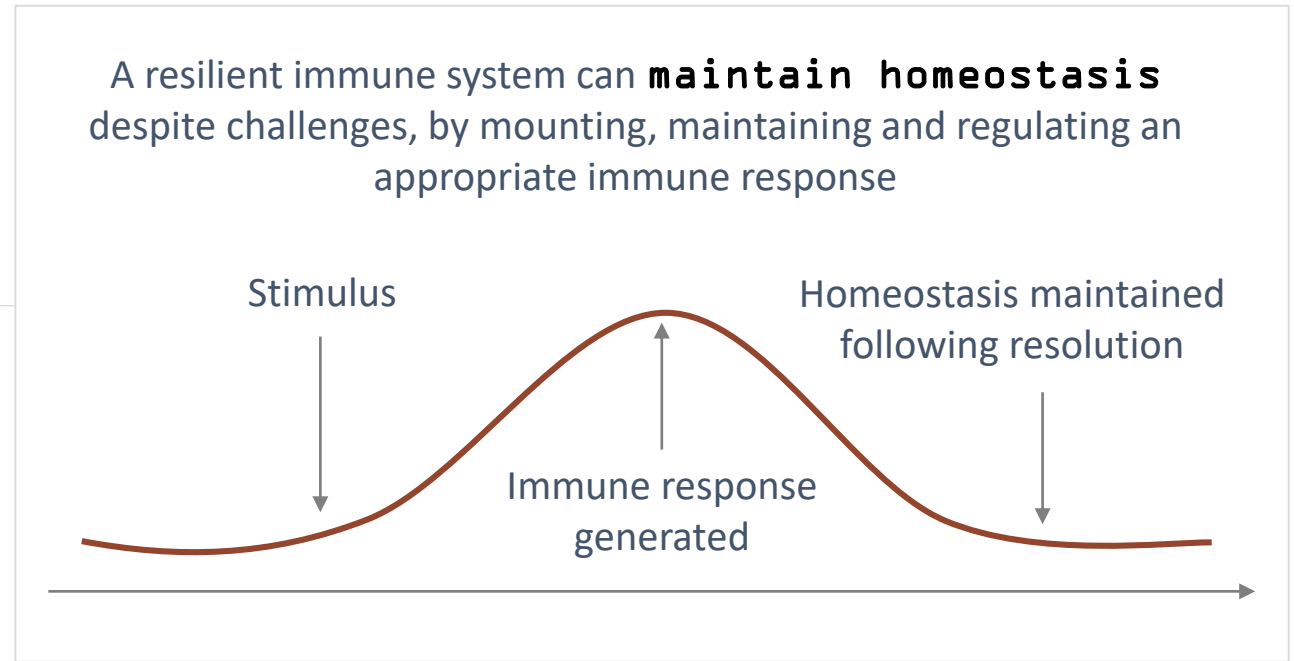 A resilient immune system can maintain homeostasis
despite challenges, by mounting, maintaining and regulating an
appropriate immune response
Stimulus
Homeostasis maintained
following resolution
Immune response
generated